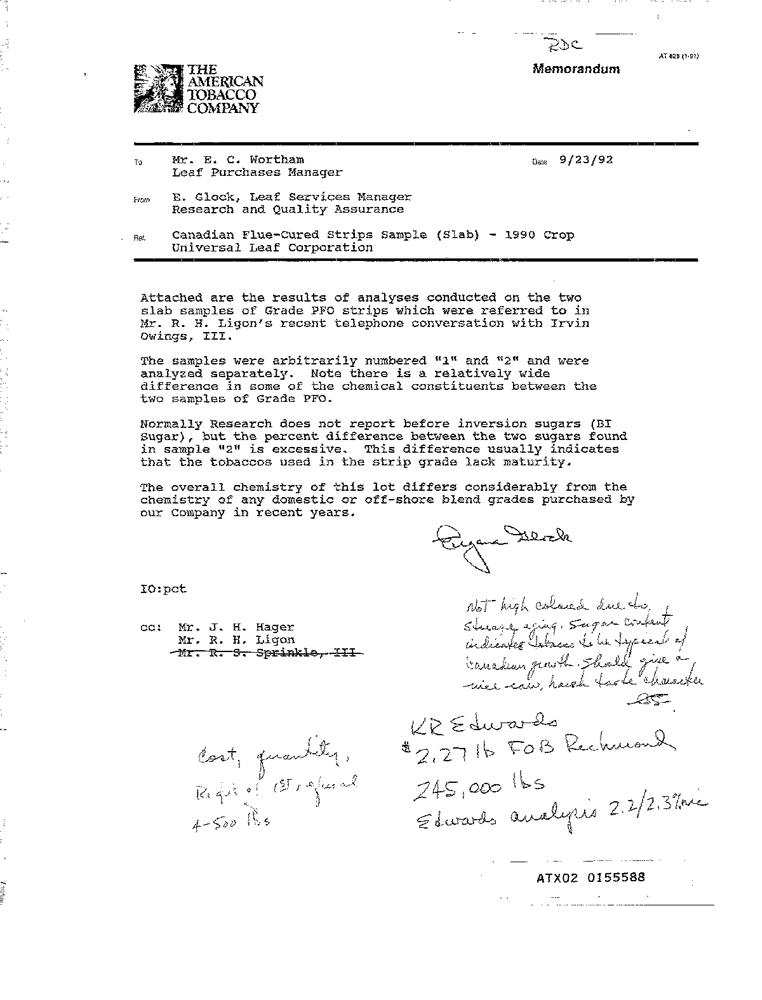 RDC
AT 629 (1-91)
Memorandum
THE
AMERICAN
TOBACCO
COMPANY
To Mr. E. C. Wortham
Leaf Purchases Manager
Date 9/23/92
From E. Glock, Leaf Services Manager
Research and Quality Assurance
Ref. Canadian Flue-Cured Strips Sample (Slab) - 1990 Crop
Universal Leaf Corporation
Attached are the results of analyses conducted on the two
slab samples of Grade PFO strips which were referred to in
Mr. R. H. Ligon's recent telephone conversation with Irvin
Owings, III.
The samples were arbitrarily numbered "1" and "2" and were
analyzed separately. Note there is a relatively wide
difference in some of the chemical constituents between the
two samples of Grade PFO.
Normally Research does not report before inversion sugars (BI
Sugar), but the percent difference between the two sugars found
in sample "2" is excessive. This difference usually indicates
that the tobaccos used in the strip grade lack maturity.
The overall chemistry of this lot differs considerably from the
chemistry of any domestic or off-shore blend grades purchased by
our Company in recent years.
Eugene Glock
IO:pct
cc: Mr. J. H. Hager
Mr. R. H. Ligon
Mr. R. S. Sprinkle, III
Not high colored due to
storage, aging. Sugar content
indicates tobacco to be typical of
Canadian growth. Should give a
nice raw, harsh taste character
KR Edwards
$2.27 lb FOB Richmond
245,000 lbs
Edwards analysis 2.2/2.3% nic
Cost, quantity,
Right of 1ST refusal
4-500 lbs
ATX02 0155588